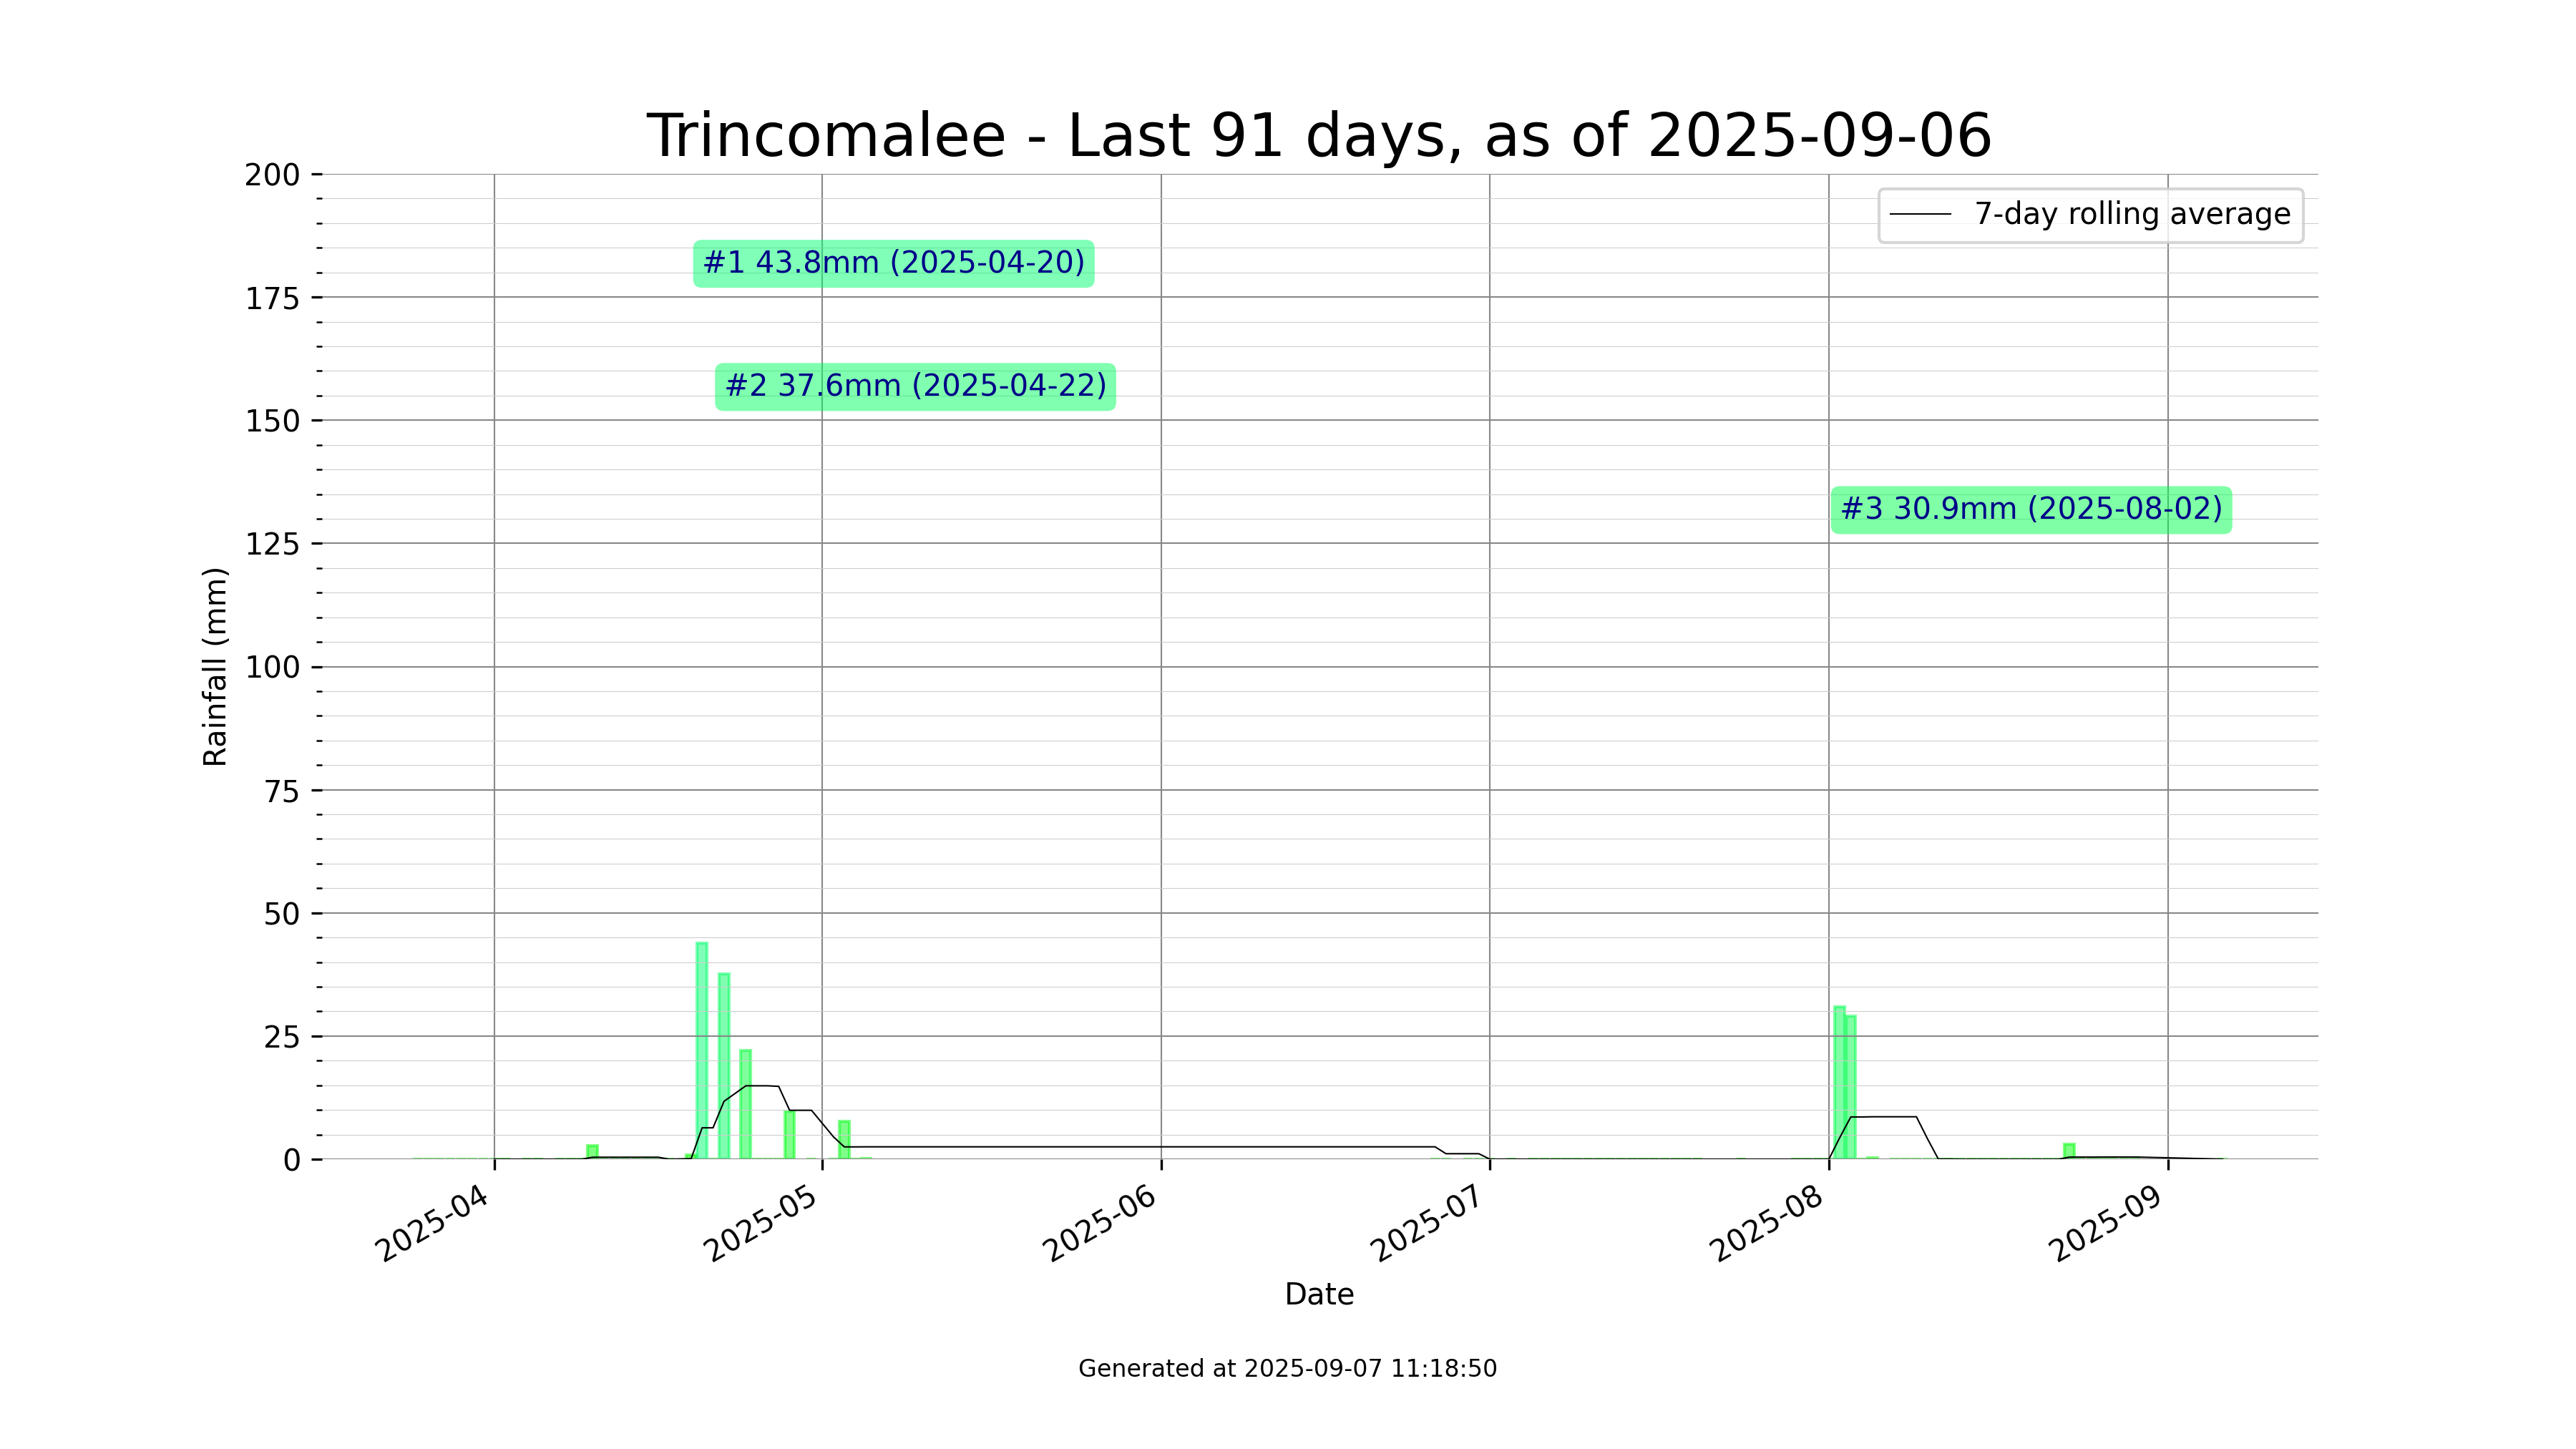 Trincomalee - Last 91 days, as of 2025-09-06
200
175
150
125
100
75
50
25
0
Rainfall (mm)
7-day rolling average
#1 43.8mm (2025-04-20)
#2 37.6mm (2025-04-22)
#3 30.9mm (2025-08-02)
2025-04
2025-05
2025-06
2025-07
2025-08
2025-09
Date
Generated at 2025-09-07 11:18:50